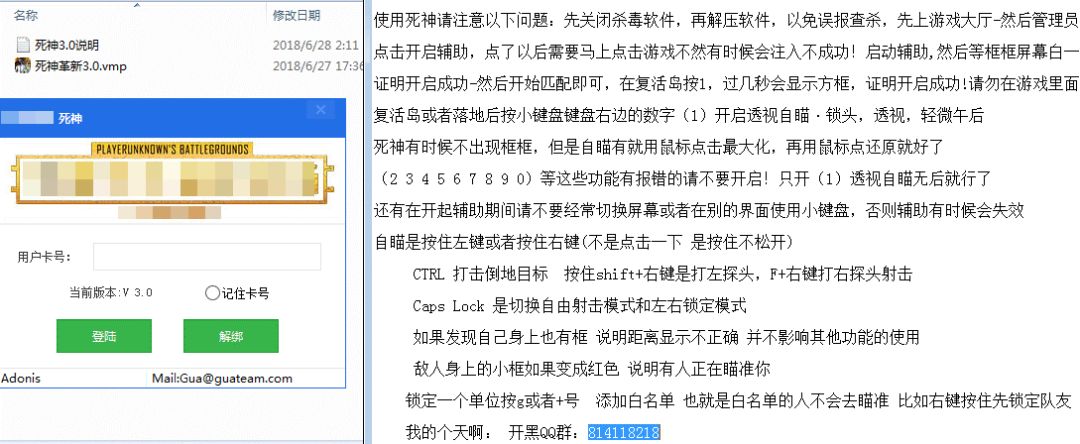 名称 修改日期
死神3.0说明 2018/6/28 2:11
死神革新3.0.vmp 2018/6/27 17:36
死神
PLAYERUNKNOWN'S BATTLEGROUNDS
用户卡号：
当前版本:V 3.0 记住卡号
登陆 解绑
Adonis Mail:Gua@guateam.com
使用死神请注意以下问题：先关闭杀毒软件，再解压软件，以免误报查杀，先上游戏大厅-然后管理员
点击开启辅助，点了以后需要马上点击游戏不然有时候会注入不成功！启动辅助,然后等框框屏幕白一
证明开启成功-然后开始匹配即可，在复活岛按1，过几秒会显示方框，证明开启成功!请勿在游戏里面
复活岛或者落地后按小键盘键盘右边的数字（1）开启透视自瞄·锁头，透视，轻微午后
死神有时候不出现框框，但是自瞄有就用鼠标点击最大化，再用鼠标点还原就好了
（2 3 4 5 6 7 8 9 0）等这些功能有报错的请不要开启！只开（1）透视自瞄无后就行了
还有在开起辅助期间请不要经常切换屏幕或者在别的界面使用小键盘，否则辅助有时候会失效
自瞄是按住左键或者按住右键(不是点击一下 是按住不松开)
CTRL 打击倒地目标 按住shift+右键是打左探头，F+右键打右探头射击
Caps Lock 是切换自由射击模式和左右锁定模式
如果发现自己身上也有框 说明距离显示不正确 并不影响其他功能的使用
敌人身上的小框如果变成红色 说明有人正在瞄准你
锁定一个单位按g或者+号 添加白名单 也就是白名单的人不会去瞄准 比如右键按住先锁定队友
我的个天啊： 开黑QQ群：814118218